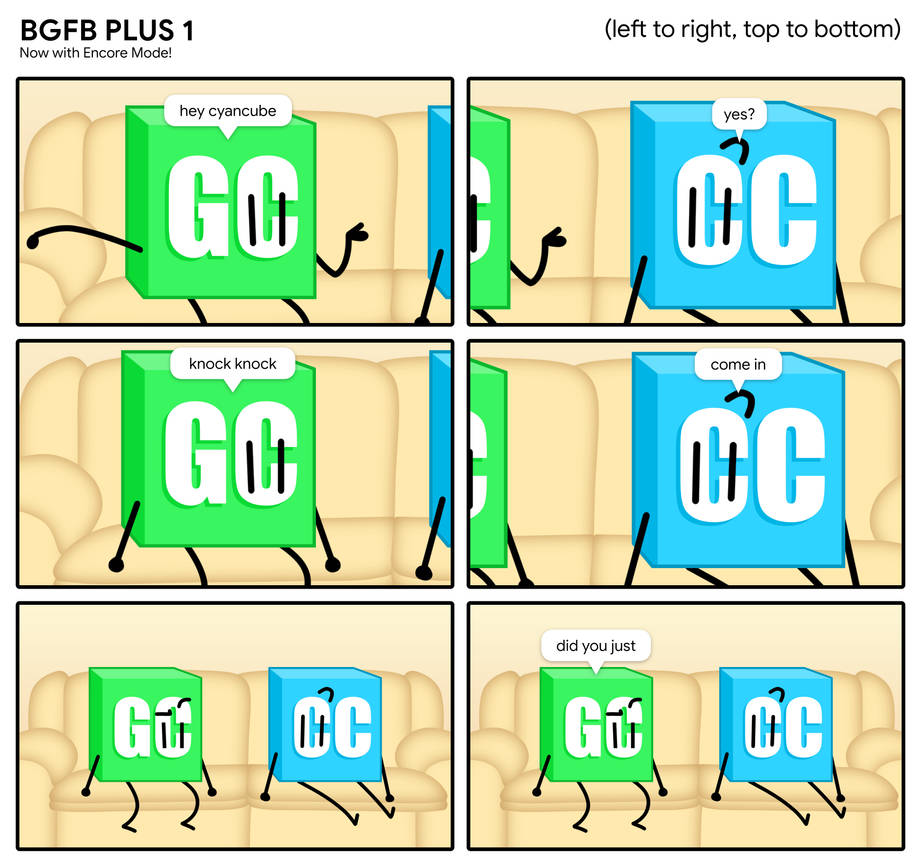 BGFB PLUS 1
Now with Encore Mode!
(left to right, top to bottom)
hey cyancube
GC
yes?
C
CC
knock knock
GC
come in
C
CC
GC
CC
did you just
GC
CC